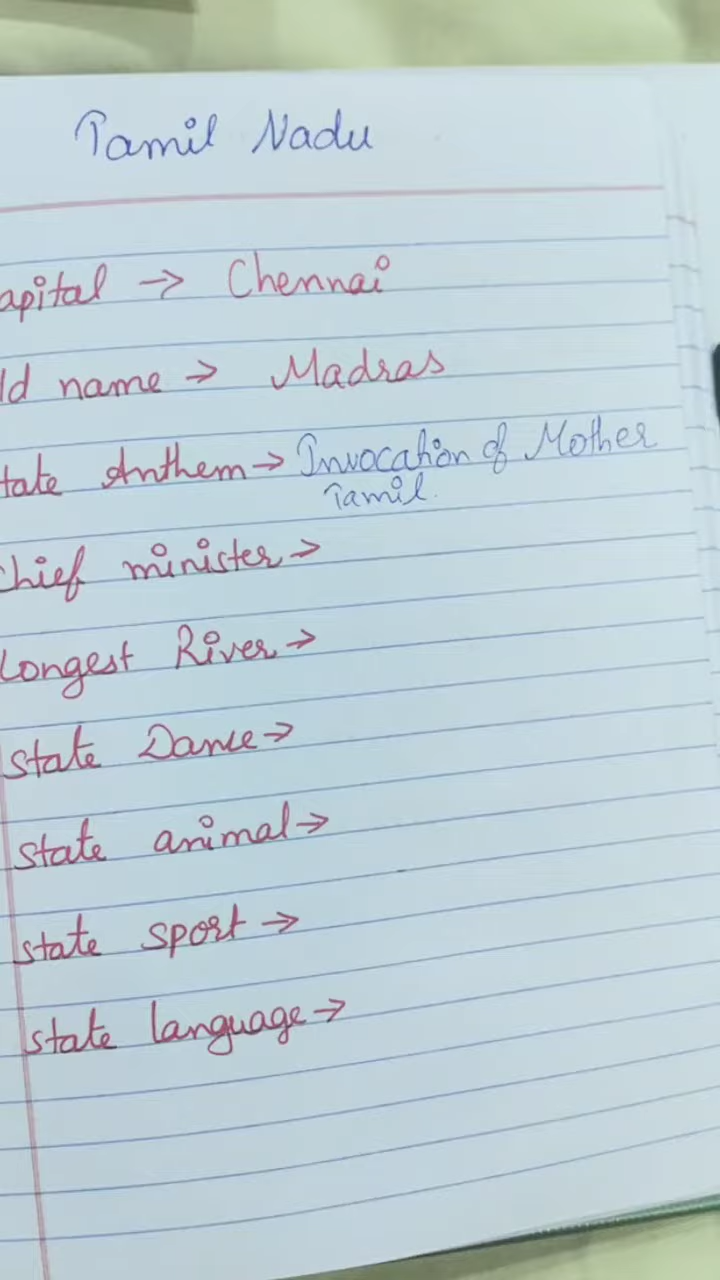 Tamil Nadu
apital → Chennai
ld name → Madras
tate Anthem → Invocation of Mother
Tamil.
chief minister →
Longest River →
state Dance →
state animal →
state sport →
state language →